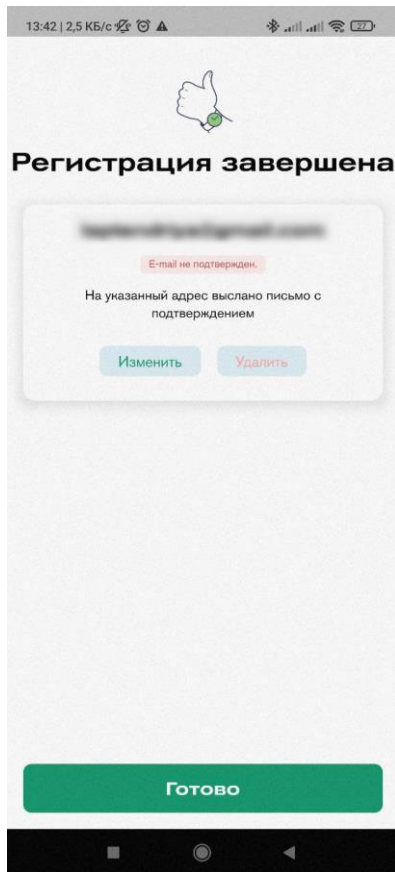 13:42 | 2,5 КБ/с
27
Регистрация завершена
E-mail не подтвержден.
На указанный адрес выслано письмо с
подтверждением
Изменить Удалить
Готово